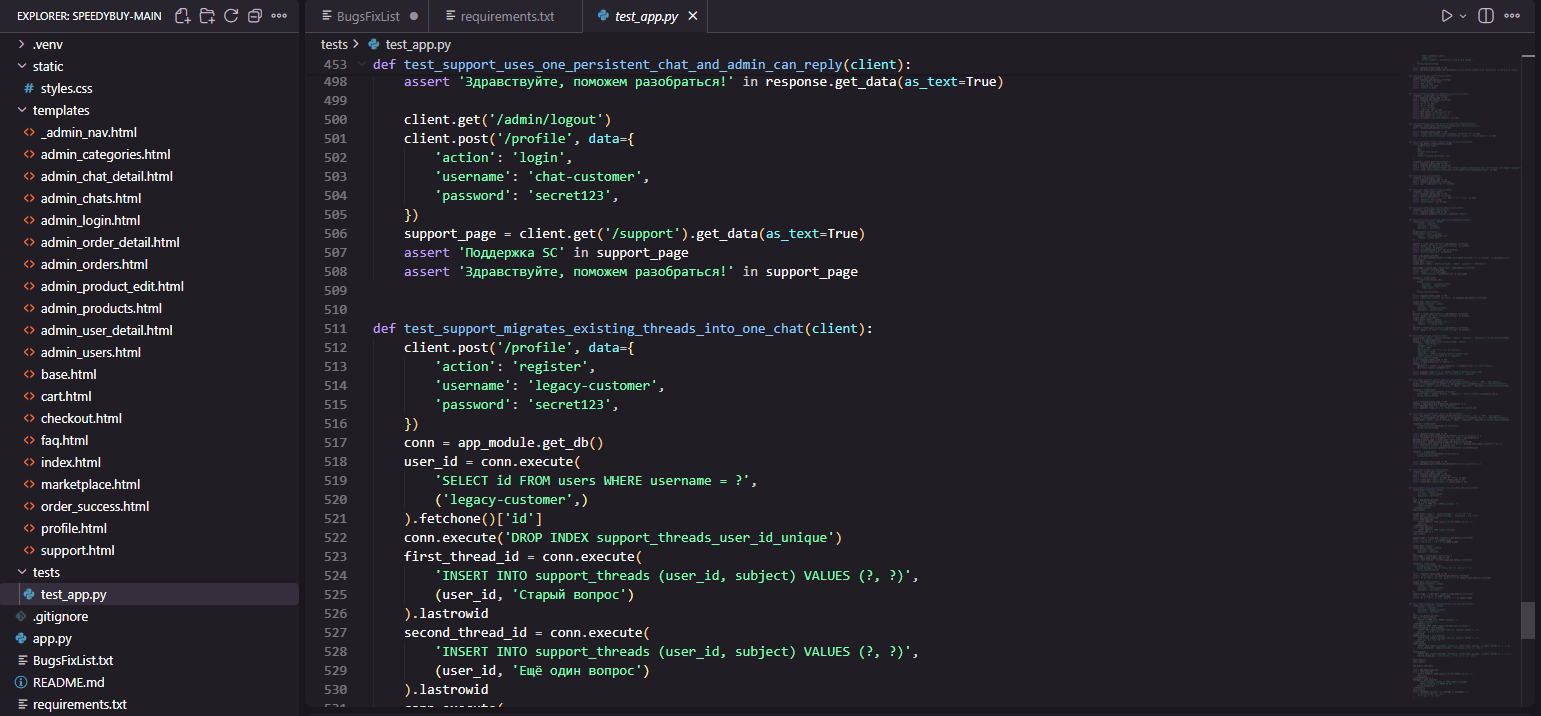 EXPLORER: SPEEDYBUY-MAIN
.venv
static
# styles.css
templates
<> _admin_nav.html
<> admin_categories.html
<> admin_chat_detail.html
<> admin_chats.html
<> admin_login.html
<> admin_order_detail.html
<> admin_orders.html
<> admin_product_edit.html
<> admin_products.html
<> admin_user_detail.html
<> admin_users.html
<> base.html
<> cart.html
<> checkout.html
<> faq.html
<> index.html
<> marketplace.html
<> order_success.html
<> profile.html
<> support.html
tests
test_app.py
.gitignore
app.py
BugsFixList.txt
README.md
requirements.txt
BugsFixList
requirements.txt
test_app.py
tests > test_app.py
453 def test_support_uses_one_persistent_chat_and_admin_can_reply(client):
498 assert 'Здравствуйте, поможем разобраться!' in response.get_data(as_text=True)
499
500 client.get('/admin/logout')
501 client.post('/profile', data={
502 'action': 'login',
503 'username': 'chat-customer',
504 'password': 'secret123',
505 })
506 support_page = client.get('/support').get_data(as_text=True)
507 assert 'Поддержка SC' in support_page
508 assert 'Здравствуйте, поможем разобраться!' in support_page
509
510
511 def test_support_migrates_existing_threads_into_one_chat(client):
512 client.post('/profile', data={
513 'action': 'register',
514 'username': 'legacy-customer',
515 'password': 'secret123',
516 })
517 conn = app_module.get_db()
518 user_id = conn.execute(
519 'SELECT id FROM users WHERE username = ?',
520 ('legacy-customer',)
521 ).fetchone()['id']
522 conn.execute('DROP INDEX support_threads_user_id_unique')
523 first_thread_id = conn.execute(
524 'INSERT INTO support_threads (user_id, subject) VALUES (?, ?)',
525 (user_id, 'Старый вопрос')
526 ).lastrowid
527 second_thread_id = conn.execute(
528 'INSERT INTO support_threads (user_id, subject) VALUES (?, ?)',
529 (user_id, 'Ещё один вопрос')
530 ).lastrowid